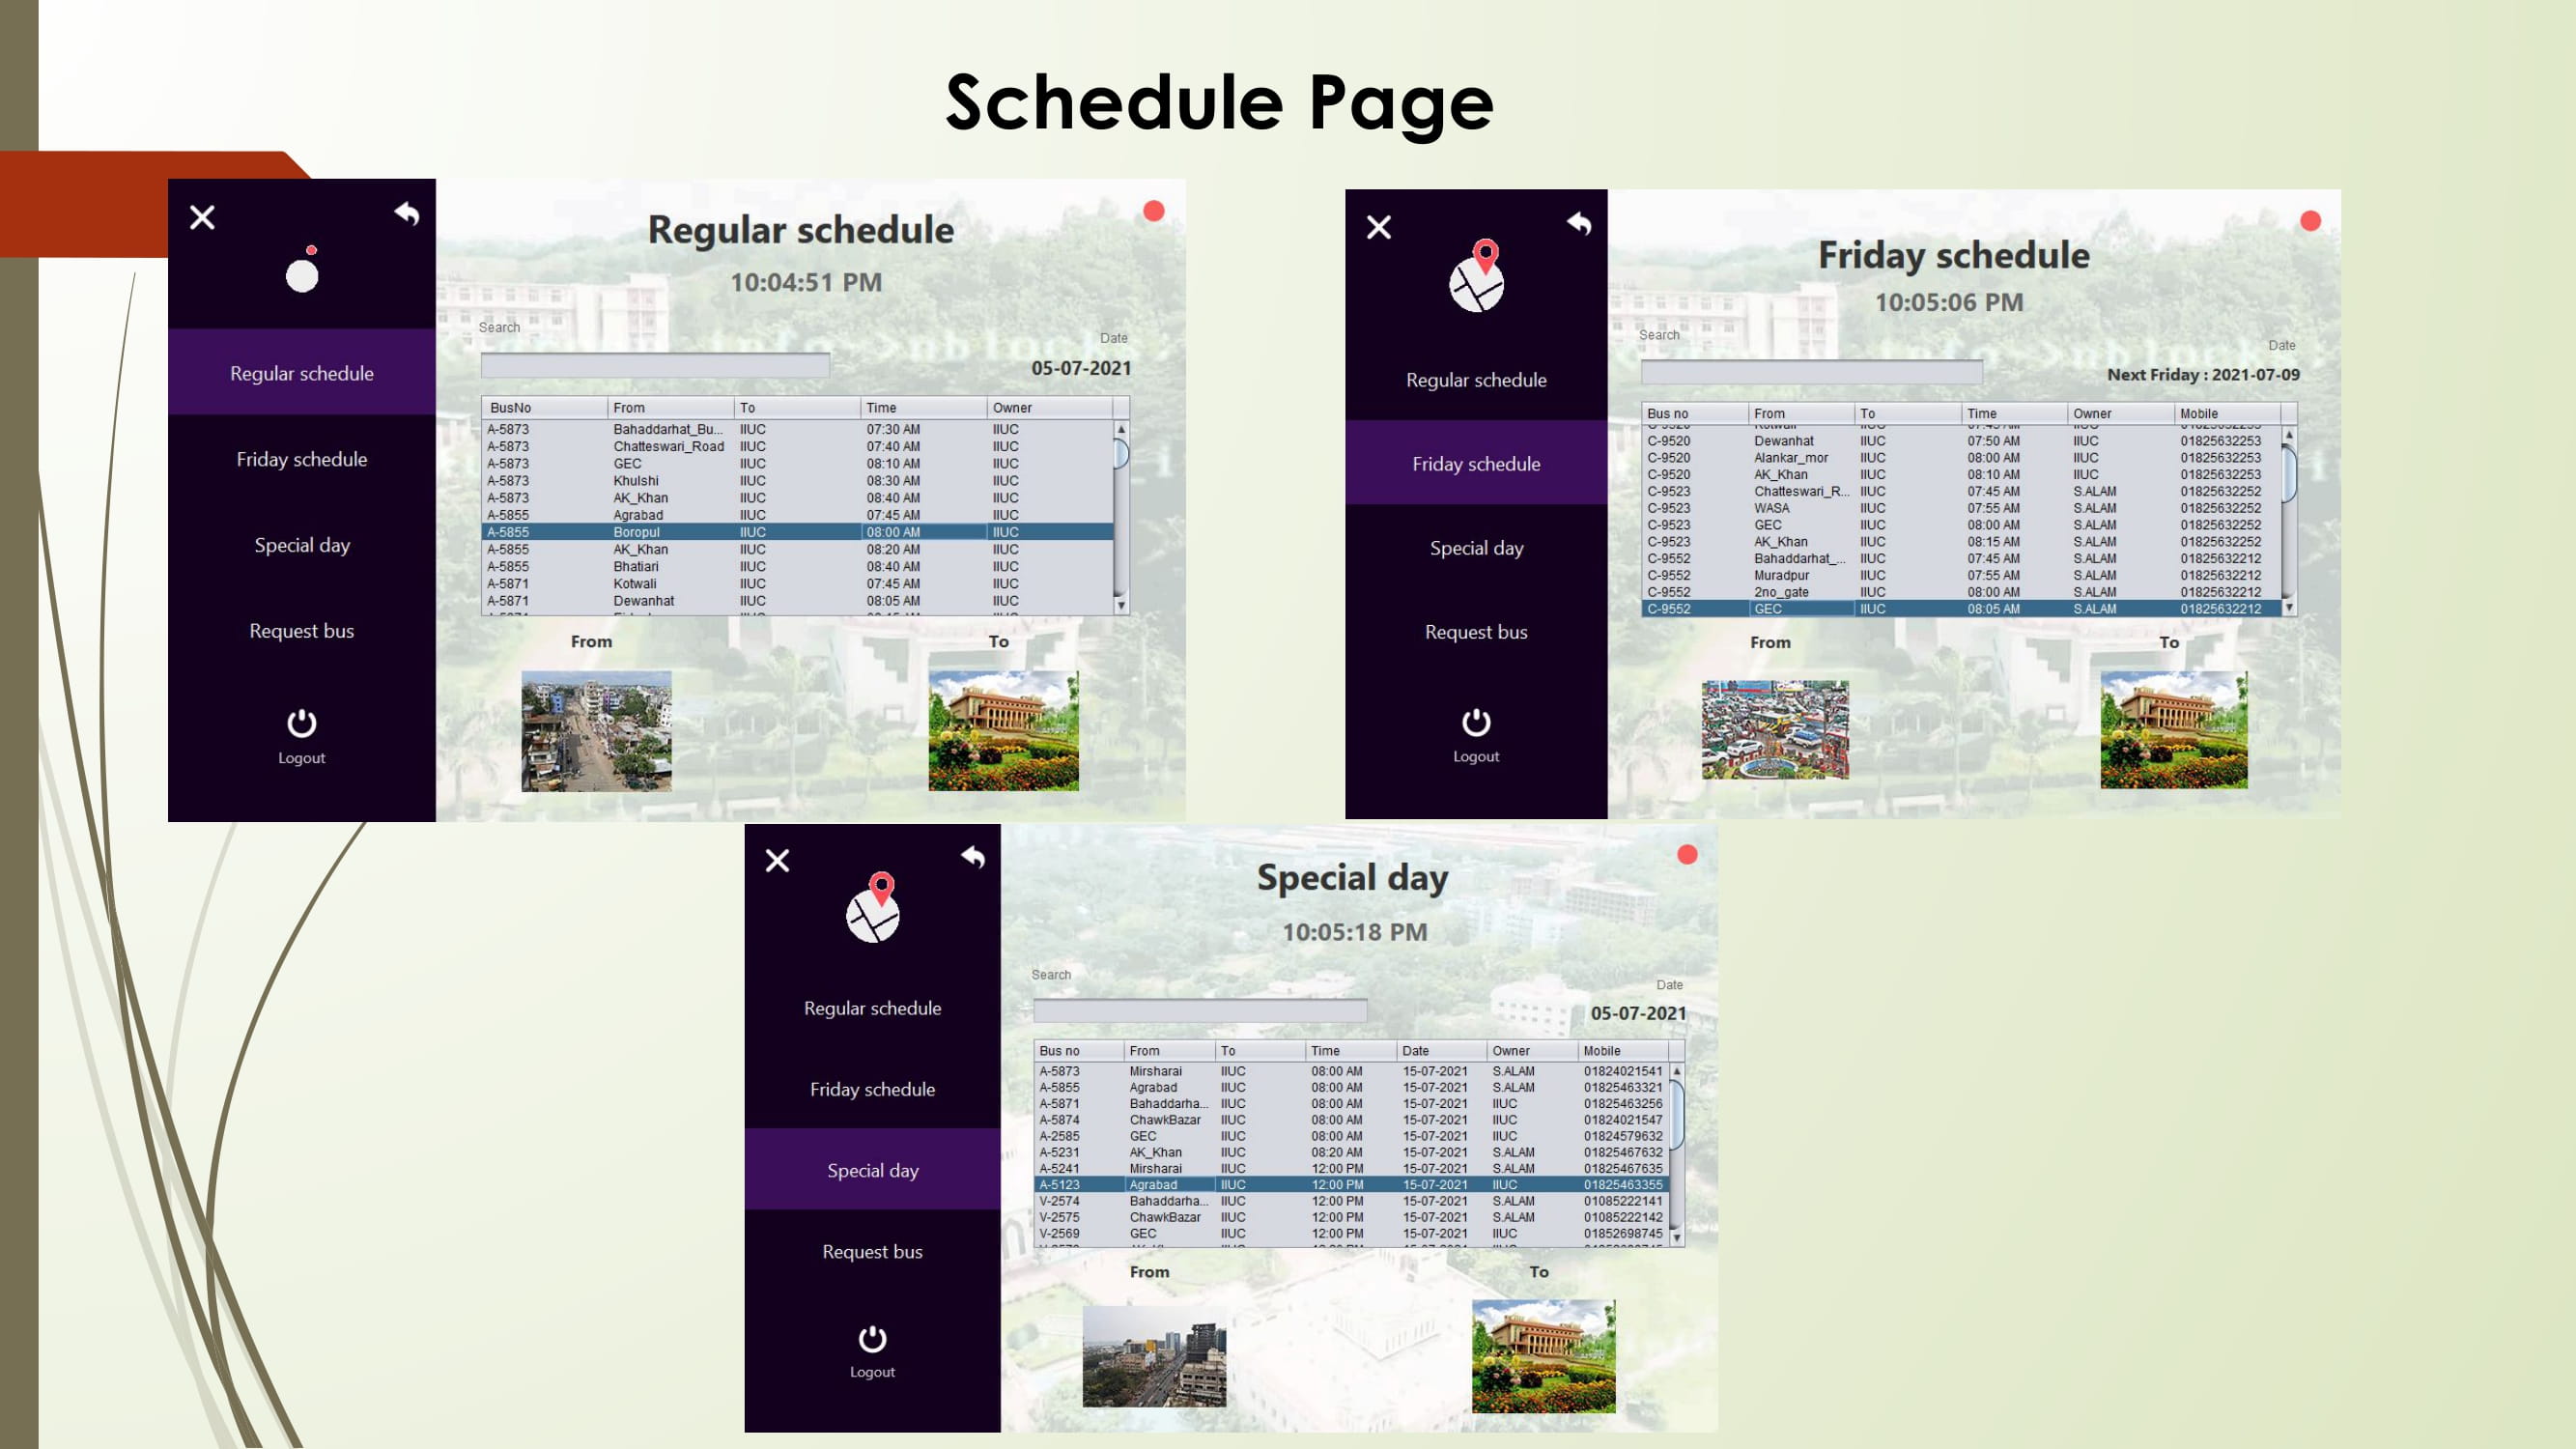 Schedule Page
Regular schedule
Friday schedule
Special day
Request bus
Logout
Regular schedule
10:04:51 PM
Search
Date
05-07-2021
BusNo From To Time Owner
A-5873 Bahaddarhat_Bu... IIUC 07:30 AM IIUC
A-5873 Chatteswari_Road IIUC 07:40 AM IIUC
A-5873 GEC IIUC 08:10 AM IIUC
A-5873 Khulshi IIUC 08:30 AM IIUC
A-5873 AK_Khan IIUC 08:40 AM IIUC
A-5855 Agrabad IIUC 07:45 AM IIUC
A-5855 Boropul IIUC 08:00 AM IIUC
A-5855 AK_Khan IIUC 08:20 AM IIUC
A-5855 Bhatiari IIUC 08:40 AM IIUC
A-5871 Kotwali IIUC 07:45 AM IIUC
A-5871 Dewanhat IIUC 08:05 AM IIUC
From To
Regular schedule
Friday schedule
Special day
Request bus
Logout
Friday schedule
10:05:06 PM
Search
Date
Next Friday : 2021-07-09
Bus no From To Time Owner Mobile
C-9520 Dewanhat IIUC 07:50 AM IIUC 01825632253
C-9520 Alankar_mor IIUC 08:00 AM IIUC 01825632253
C-9520 AK_Khan IIUC 08:10 AM IIUC 01825632253
C-9523 Chatteswari_R... IIUC 07:45 AM S.ALAM 01825632252
C-9523 WASA IIUC 07:55 AM S.ALAM 01825632252
C-9523 GEC IIUC 08:00 AM S.ALAM 01825632252
C-9523 AK_Khan IIUC 08:15 AM S.ALAM 01825632252
C-9552 Bahaddarhat_... IIUC 07:45 AM S.ALAM 01825632212
C-9552 Muradpur IIUC 07:55 AM S.ALAM 01825632212
C-9552 2no_gate IIUC 08:00 AM S.ALAM 01825632212
C-9552 GEC IIUC 08:05 AM S.ALAM 01825632212
From To
Regular schedule
Friday schedule
Special day
Request bus
Logout
Special day
10:05:18 PM
Search
Date
05-07-2021
Bus no From To Time Date Owner Mobile
A-5873 Mirsharai IIUC 08:00 AM 15-07-2021 S.ALAM 01824021541
A-5855 Agrabad IIUC 08:00 AM 15-07-2021 S.ALAM 01825463321
A-5871 Bahaddarha... IIUC 08:00 AM 15-07-2021 IIUC 01825463256
A-5874 ChawkBazar IIUC 08:00 AM 15-07-2021 IIUC 01824021547
A-2585 GEC IIUC 08:00 AM 15-07-2021 IIUC 01824579632
A-5231 AK_Khan IIUC 08:20 AM 15-07-2021 S.ALAM 01825467632
A-5241 Mirsharai IIUC 12:00 PM 15-07-2021 S.ALAM 01825467635
A-5123 Agrabad IIUC 12:00 PM 15-07-2021 IIUC 01825463355
V-2574 Bahaddarha... IIUC 12:00 PM 15-07-2021 S.ALAM 01085222141
V-2575 ChawkBazar IIUC 12:00 PM 15-07-2021 S.ALAM 01085222142
V-2569 GEC IIUC 12:00 PM 15-07-2021 IIUC 01852698745
From To